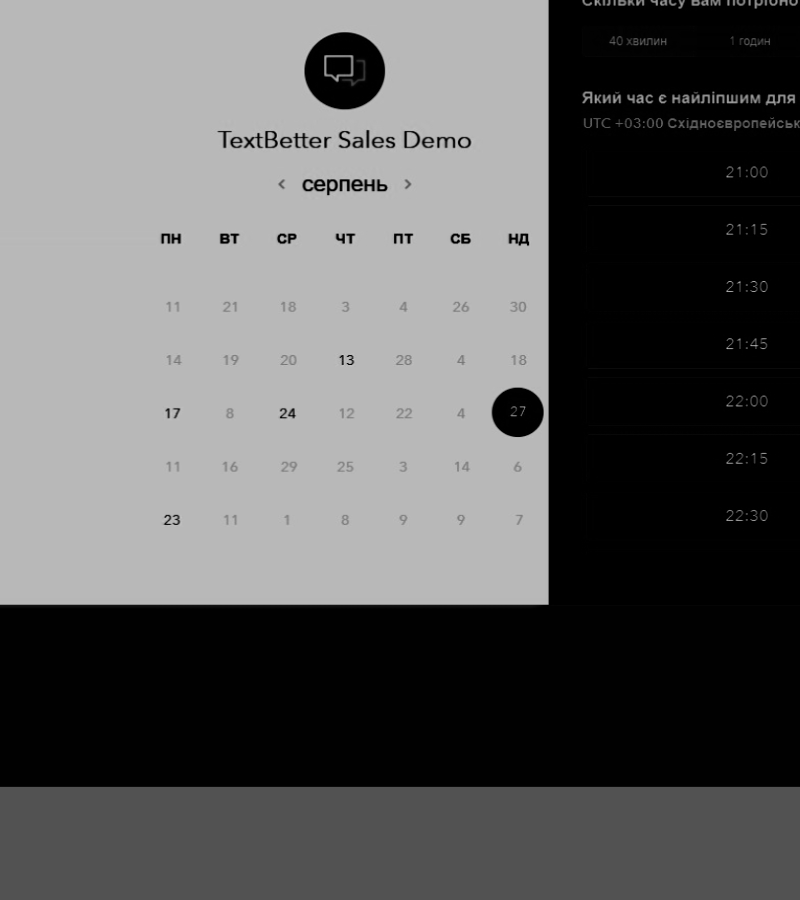 TextBetter Sales Demo
< серпень >
ПН ВТ СР ЧТ ПТ СБ НД
11 21 18 3 4 26 30
14 19 20 13 28 4 18
17 8 24 12 22 4 27
11 16 29 25 3 14 6
23 11 1 8 9 9 7
Скільки часу вам потрібно
40 хвилин 1 годин
Який час є найліпшим для
UTC +03:00 Східноєвропейськ
21:00
21:15
21:30
21:45
22:00
22:15
22:30